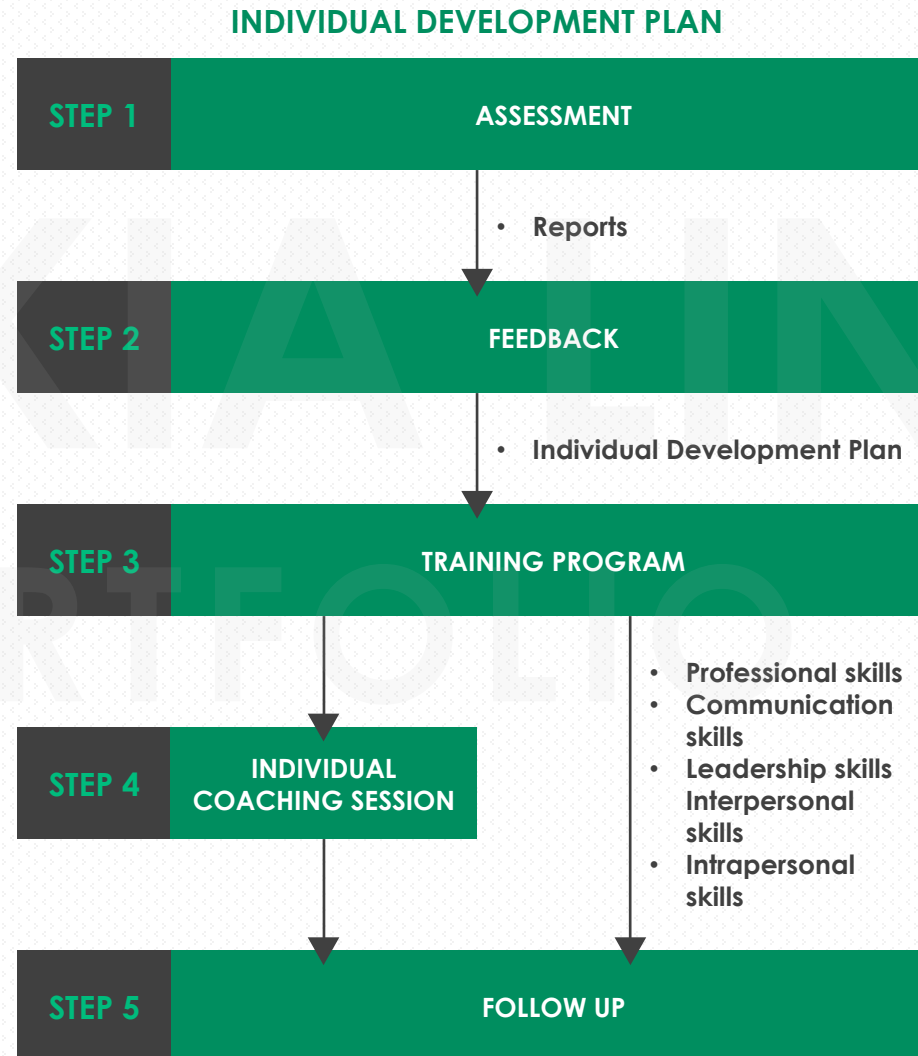 INDIVIDUAL DEVELOPMENT PLAN
STEP 1
ASSESSMENT
• Reports
STEP 2
FEEDBACK
• Individual Development Plan
STEP 3
TRAINING PROGRAM
• Professional skills
• Communication
skills
• Leadership skills
Interpersonal
skills
• Intrapersonal
skills
STEP 4
INDIVIDUAL
COACHING SESSION
STEP 5
FOLLOW UP